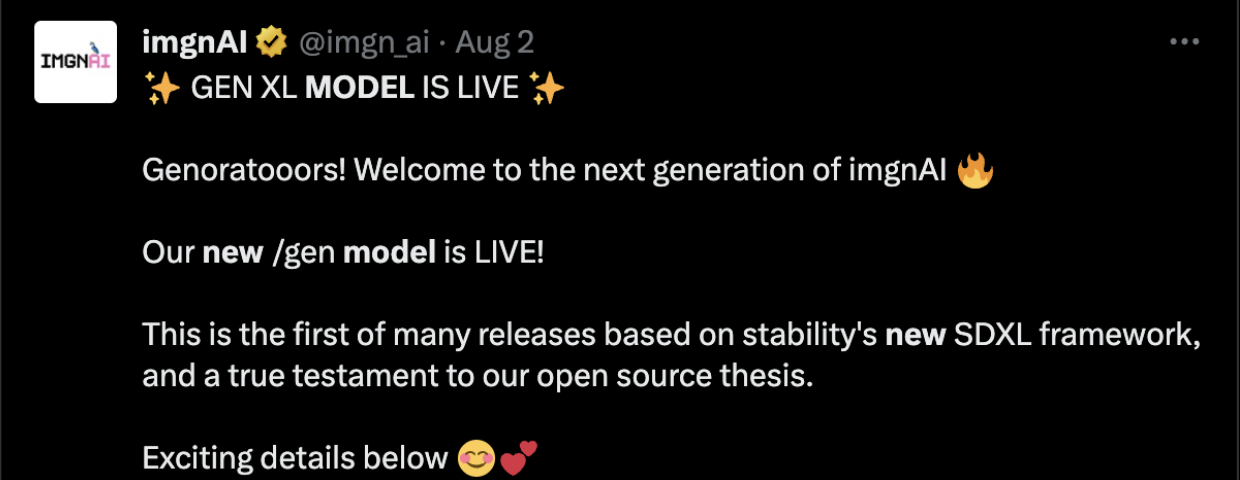 IMGNAI
imgnAI @imgn_ai · Aug 2
✨ GEN XL MODEL IS LIVE ✨
Genoratooors! Welcome to the next generation of imgnAI 🔥
Our new /gen model is LIVE!
This is the first of many releases based on stability's new SDXL framework,
and a true testament to our open source thesis.
Exciting details below 😊💕